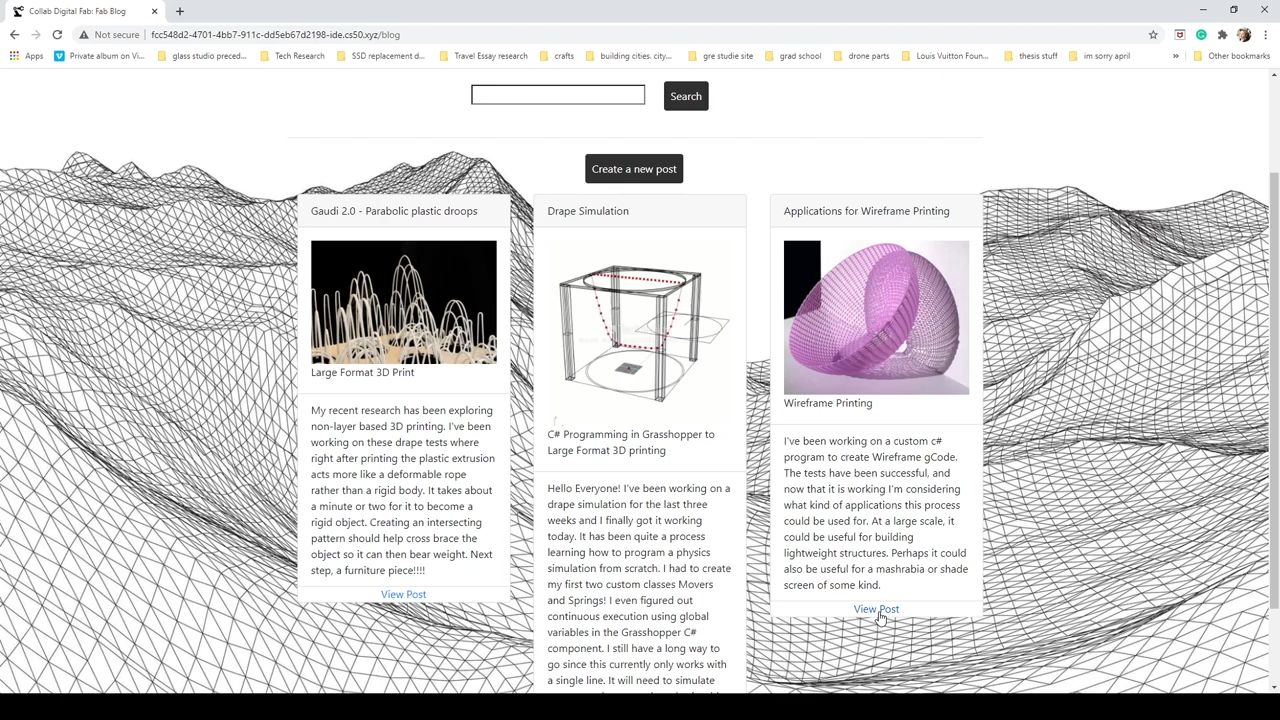 Collab Digital Fab: Fab Blog
Not secure
fcc548d2-4701-4bb7-911c-dd5eb67d2198-ide.cs50.xyz/blog
Apps
Private album on Vi...
glass studio preced...
Tech Research
SSD replacement d...
Travel Essay research
crafts
building cities. city...
gre studie site
grad school
drone parts
Louis Vuitton Foun...
thesis stuff
im sorry april
»
Other bookmarks
Search
Create a new post
Gaudi 2.0 - Parabolic plastic droops
Large Format 3D Print
My recent research has been exploring
non-layer based 3D printing. I've been
working on these drape tests where
right after printing the plastic extrusion
acts more like a deformable rope
rather than a rigid body. It takes about
a minute or two for it to become a
rigid object. Creating an intersecting
pattern should help cross brace the
object so it can then bear weight. Next
step, a furniture piece!!!!
View Post
Drape Simulation
C# Programming in Grasshopper to
Large Format 3D printing
Hello Everyone! I've been working on a
drape simulation for the last three
weeks and I finally got it working
today. It has been quite a process
learning how to program a physics
simulation from scratch. I had to create
my first two custom classes Movers
and Springs! I even figured out
continuous execution using global
variables in the Grasshopper C#
component. I still have a long way to
go since this currently only works with
a single line. It will need to simulate
Applications for Wireframe Printing
Wireframe Printing
I've been working on a custom c#
program to create Wireframe gCode.
The tests have been successful, and
now that it is working I'm considering
what kind of applications this process
could be used for. At a large scale, it
could be useful for building
lightweight structures. Perhaps it could
also be useful for a mashrabia or shade
screen of some kind.
View Post